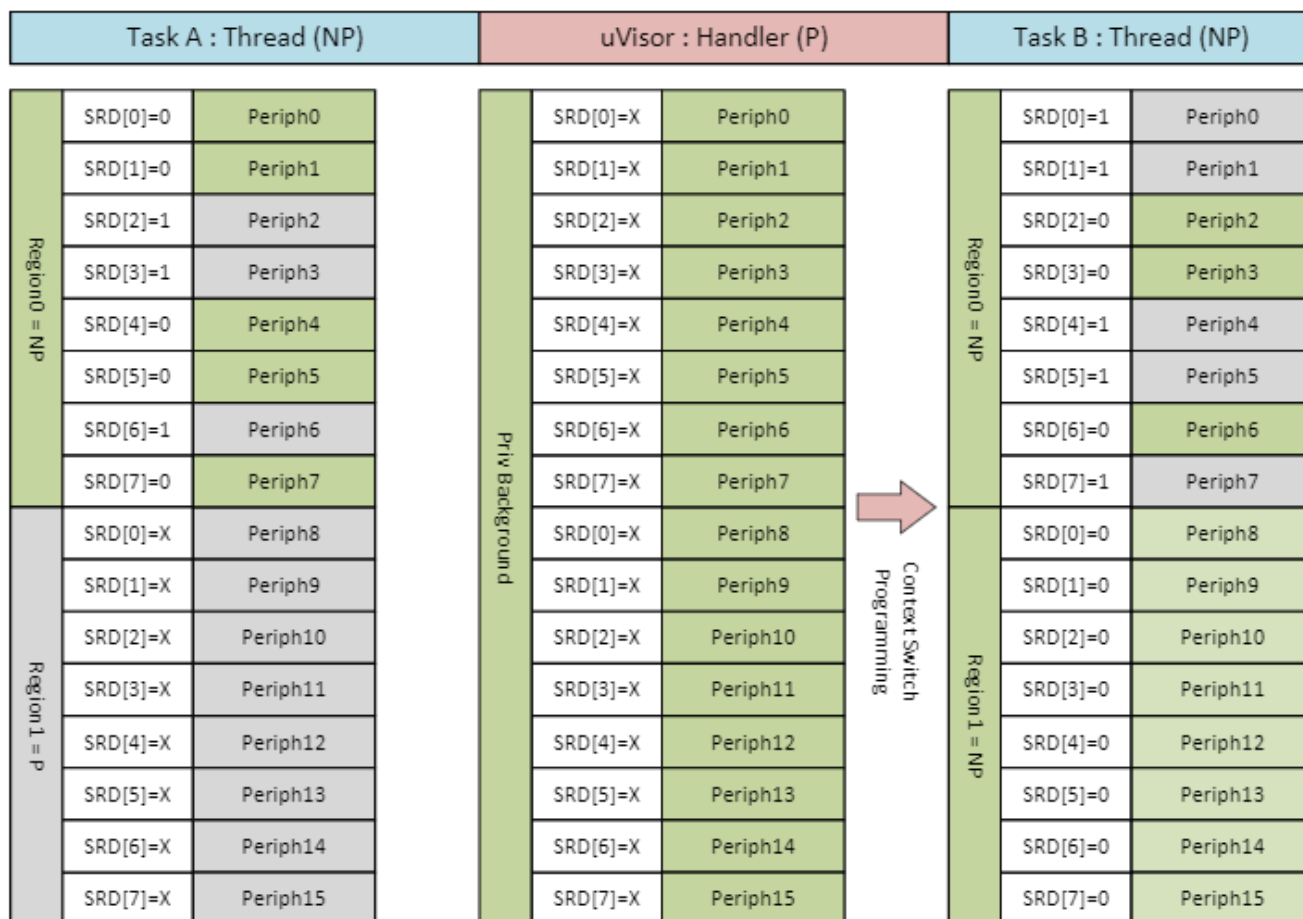 Task A : Thread (NP)
uVisor : Handler (P)
Task B : Thread (NP)
Region0 = NP
SRD[0]=0 Periph0
SRD[1]=0 Periph1
SRD[2]=1 Periph2
SRD[3]=1 Periph3
SRD[4]=0 Periph4
SRD[5]=0 Periph5
SRD[6]=1 Periph6
SRD[7]=0 Periph7
Region1 = P
SRD[0]=X Periph8
SRD[1]=X Periph9
SRD[2]=X Periph10
SRD[3]=X Periph11
SRD[4]=X Periph12
SRD[5]=X Periph13
SRD[6]=X Periph14
SRD[7]=X Periph15
Priv Background
SRD[0]=X Periph0
SRD[1]=X Periph1
SRD[2]=X Periph2
SRD[3]=X Periph3
SRD[4]=X Periph4
SRD[5]=X Periph5
SRD[6]=X Periph6
SRD[7]=X Periph7
SRD[0]=X Periph8
SRD[1]=X Periph9
SRD[2]=X Periph10
SRD[3]=X Periph11
SRD[4]=X Periph12
SRD[5]=X Periph13
SRD[6]=X Periph14
SRD[7]=X Periph15
Context Switch
Programming
Region0 = NP
SRD[0]=1 Periph0
SRD[1]=1 Periph1
SRD[2]=0 Periph2
SRD[3]=0 Periph3
SRD[4]=1 Periph4
SRD[5]=1 Periph5
SRD[6]=0 Periph6
SRD[7]=1 Periph7
Region1 = NP
SRD[0]=0 Periph8
SRD[1]=0 Periph9
SRD[2]=0 Periph10
SRD[3]=0 Periph11
SRD[4]=0 Periph12
SRD[5]=0 Periph13
SRD[6]=0 Periph14
SRD[7]=0 Periph15